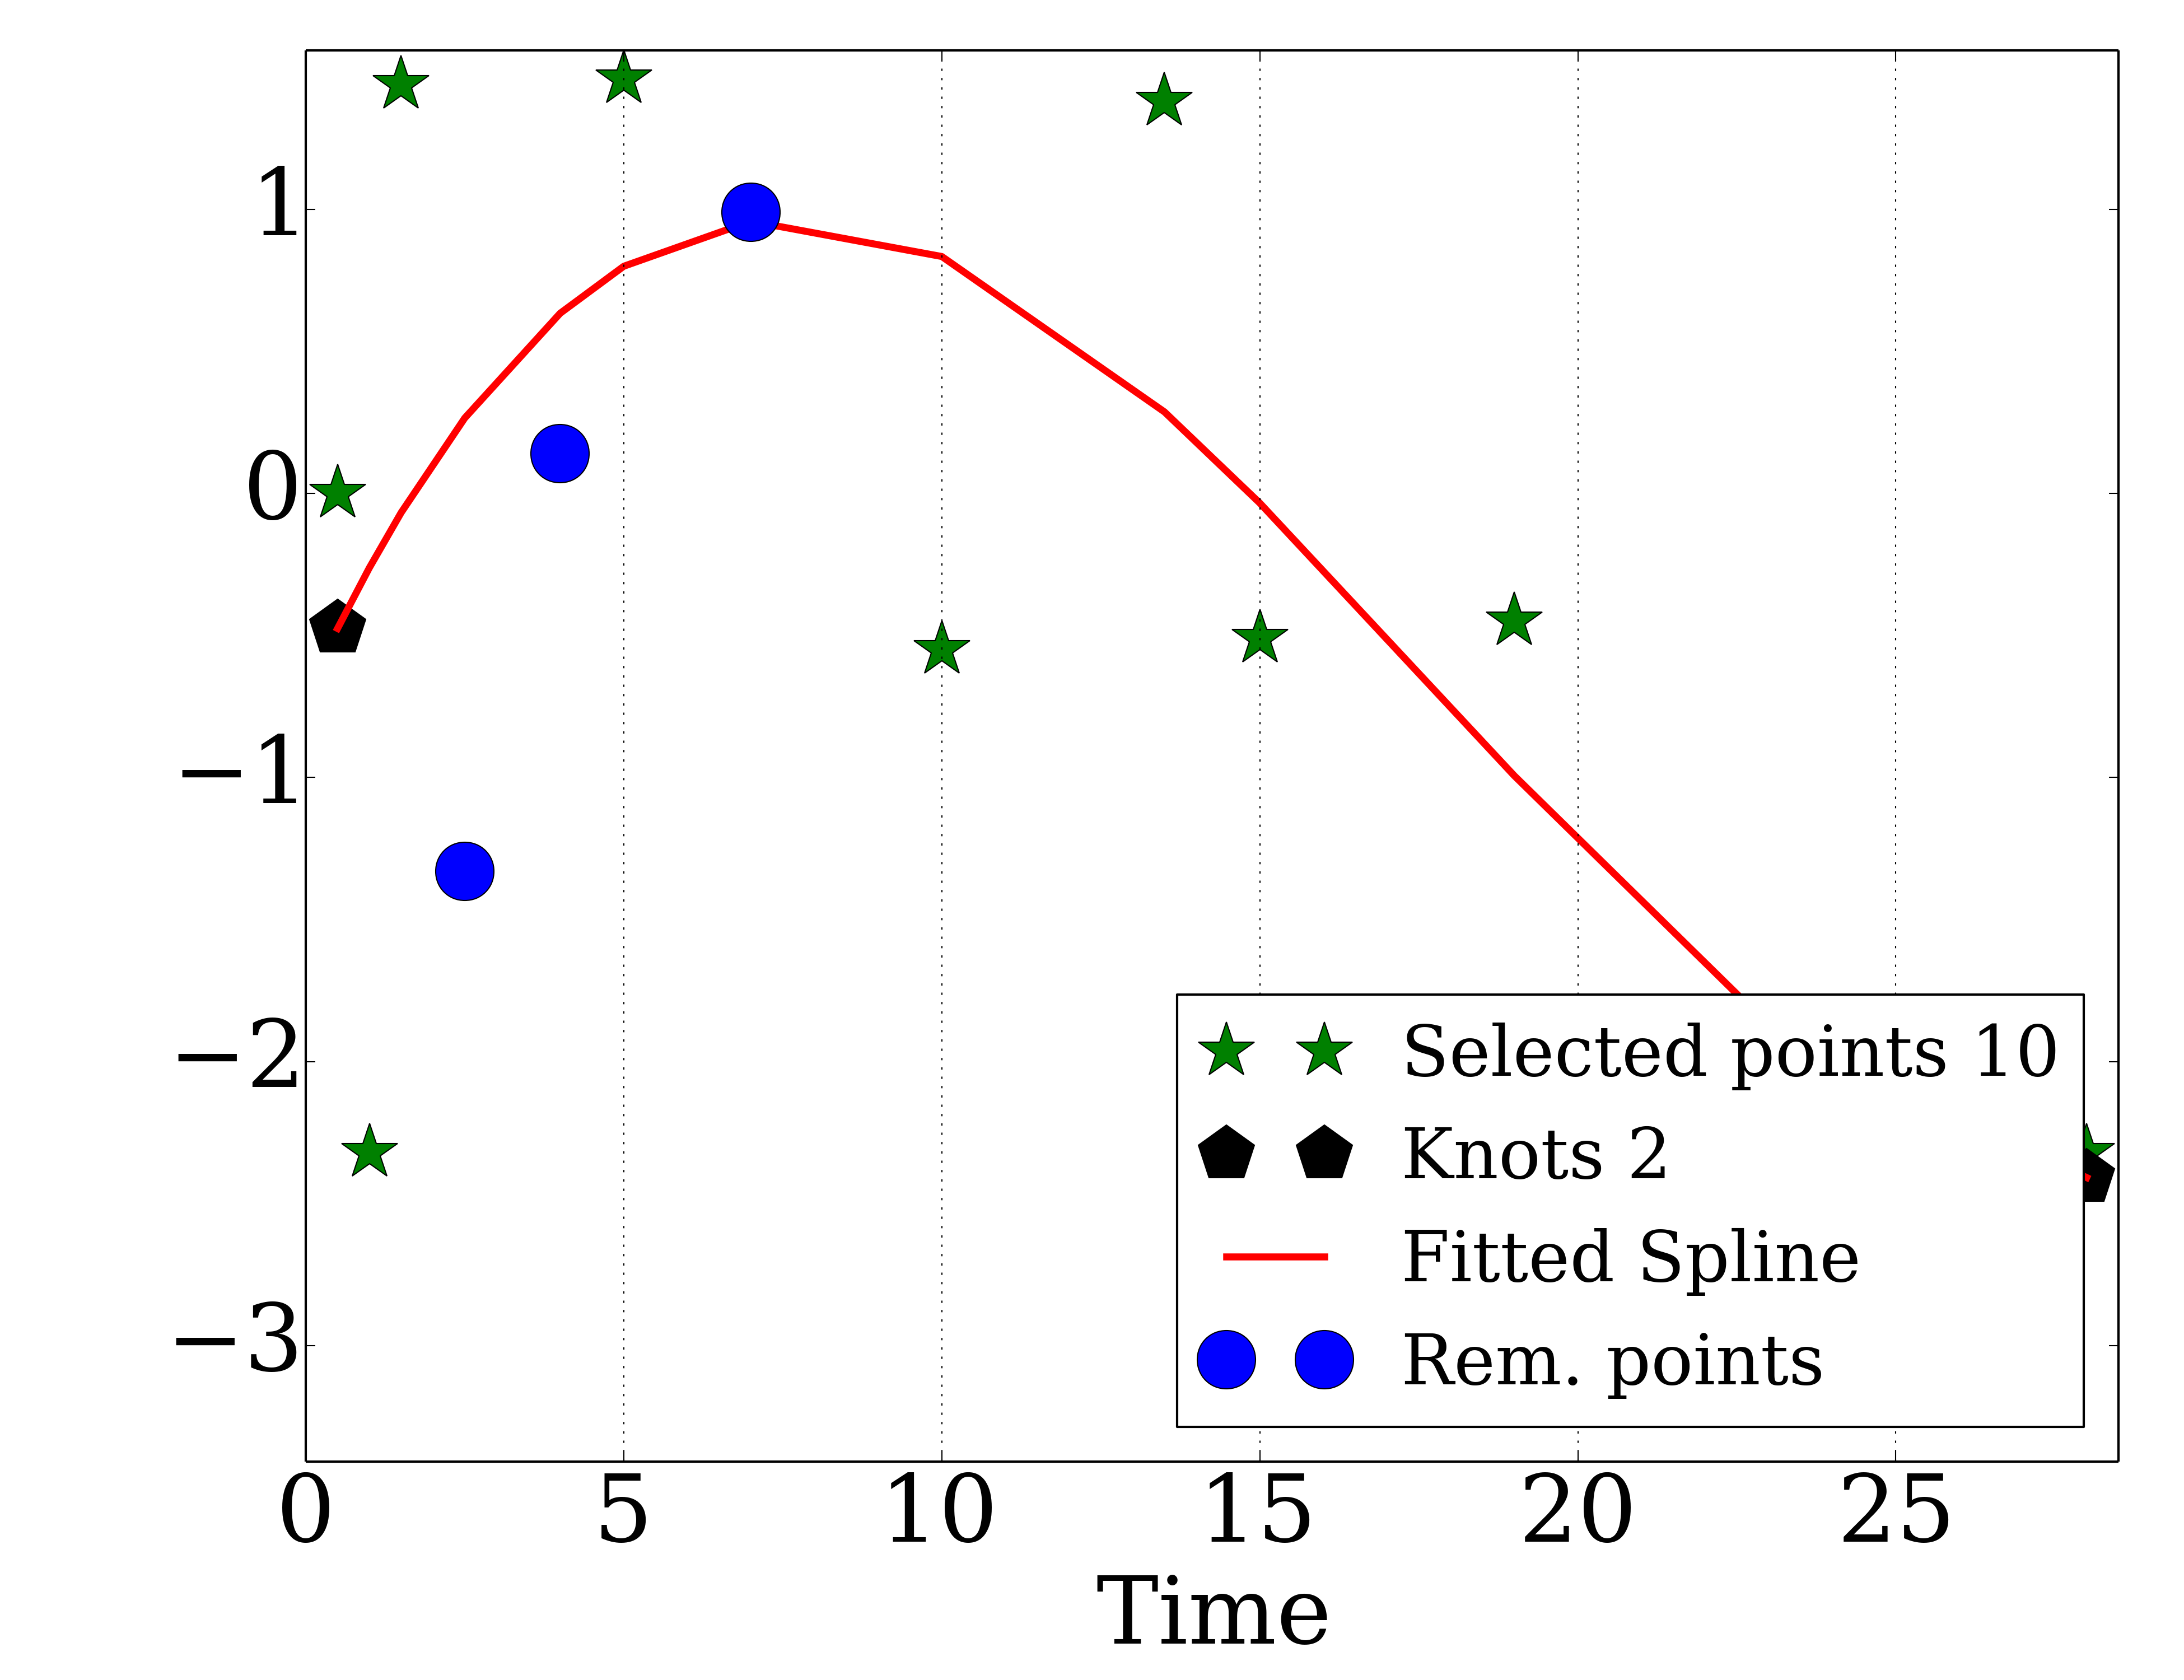 1
0
−1
−2
−3
Selected points 10
Knots 2
Fitted Spline
Rem. points
0 5 10 15 20 25
Time